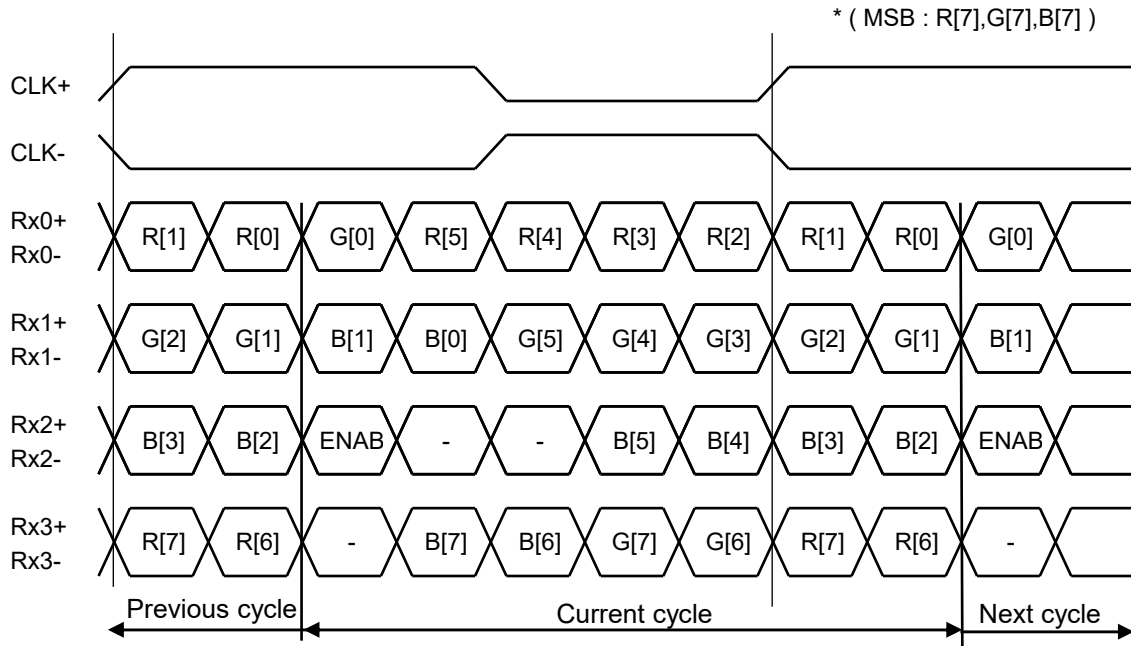 * ( MSB : R[7],G[7],B[7] )
CLK+
CLK-
Rx0+
Rx0-
R[1] R[0] G[0] R[5] R[4] R[3] R[2] R[1] R[0] G[0]
Rx1+
Rx1-
G[2] G[1] B[1] B[0] G[5] G[4] G[3] G[2] G[1] B[1]
Rx2+
Rx2-
B[3] B[2] ENAB - - B[5] B[4] B[3] B[2] ENAB
Rx3+
Rx3-
R[7] R[6] - B[7] B[6] G[7] G[6] R[7] R[6] -
Previous cycle Current cycle Next cycle